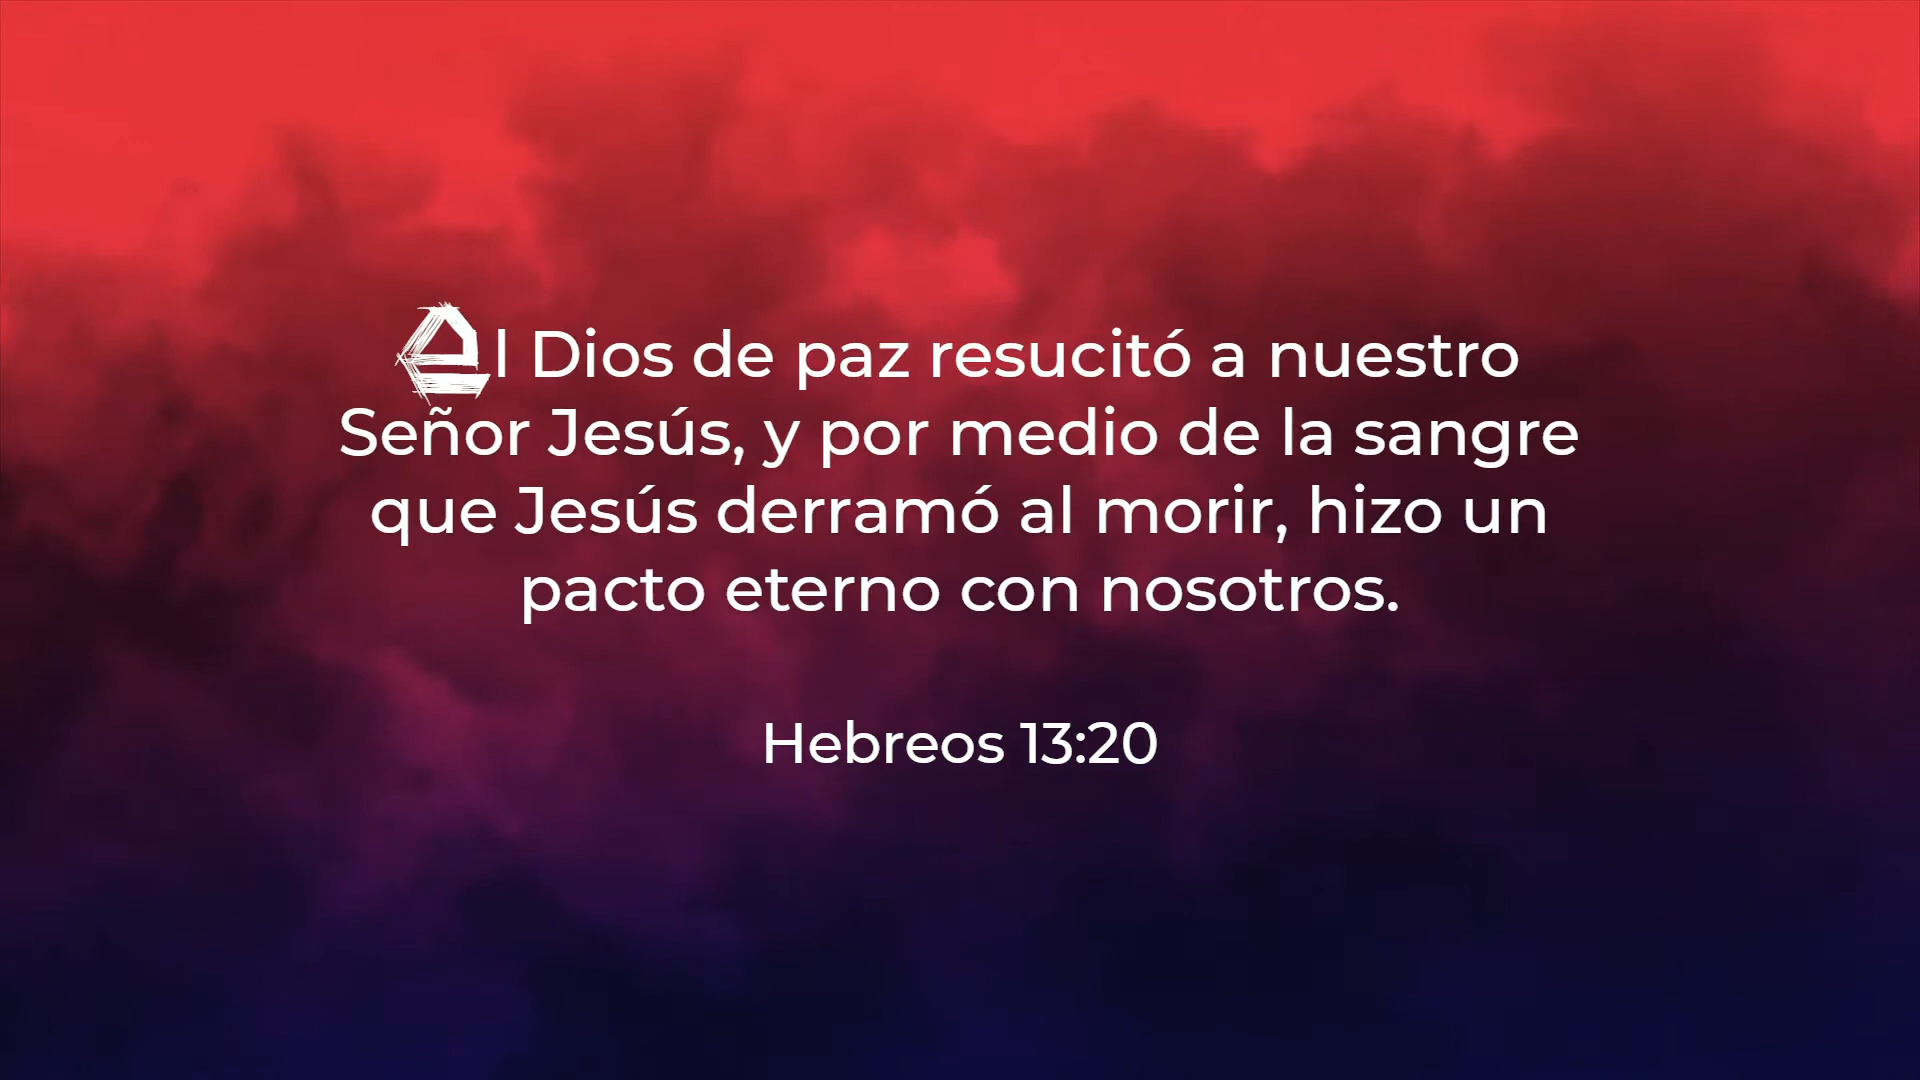 el Dios de paz resucitó a nuestro
Señor Jesús, y por medio de la sangre
que Jesús derramó al morir, hizo un
pacto eterno con nosotros.
Hebreos 13:20